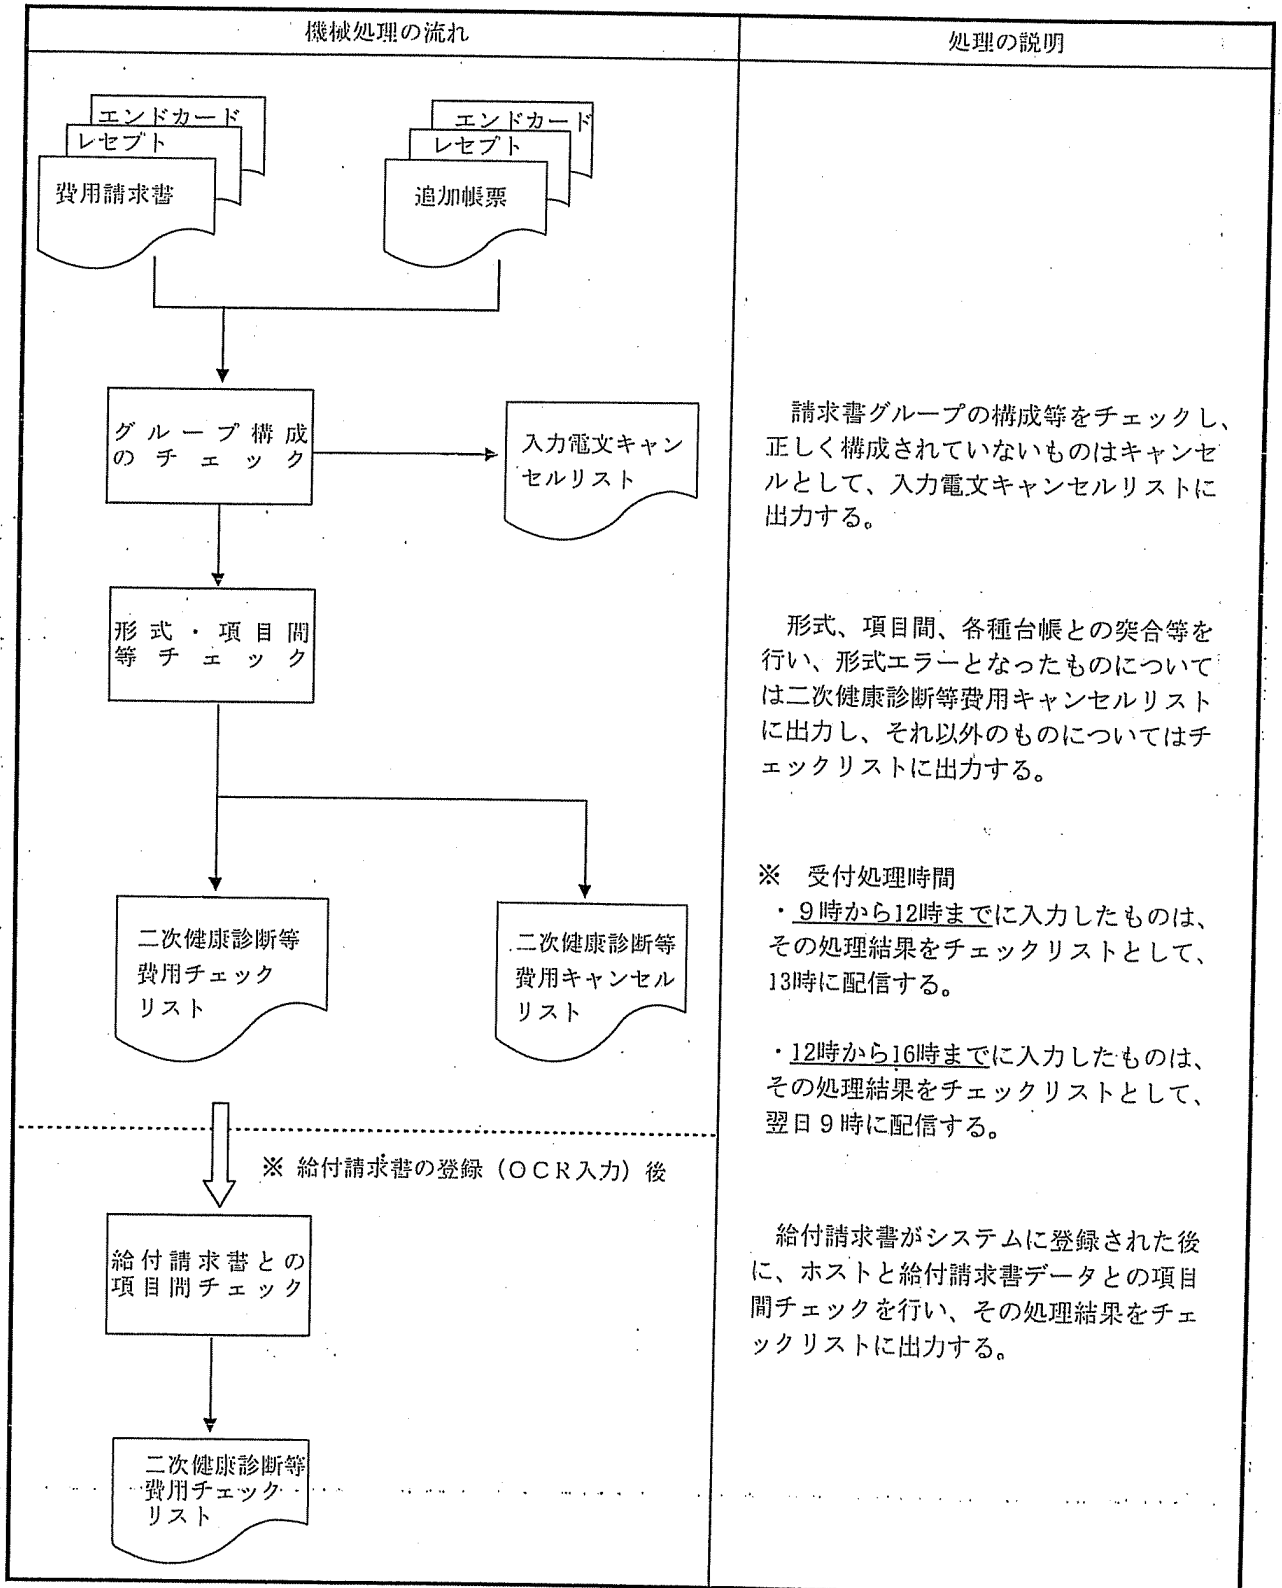 機械処理の流れ
処理の説明
エンドカード
レセプト
費用請求書
エンドカード
レセプト
追加帳票
グループ構成
のチェック
入力電文キャン
セルリスト
請求書グループの構成等をチェックし、
正しく構成されていないものはキャンセ
ルとして、入力電文キャンセルリストに
出力する。
形式・項目間
等チェック
形式、項目間、各種台帳との突合等を
行い、形式エラーとなったものについて
は二次健康診断等費用キャンセルリスト
に出力し、それ以外のものについてはチ
ェックリストに出力する。
二次健康診断等
費用チェック
リスト
二次健康診断等
費用キャンセル
リスト
※ 受付処理時間
・9時から12時までに入力したものは、
その処理結果をチェックリストとして、
13時に配信する。
・12時から16時までに入力したものは、
その処理結果をチェックリストとして、
翌日9時に配信する。
※ 給付請求書の登録（OCR入力）後
給付請求書との
項目間チェック
給付請求書がシステムに登録された後
に、ホストと給付請求書データとの項目
間チェックを行い、その処理結果をチェ
ックリストに出力する。
二次健康診断等
費用チェック
リスト